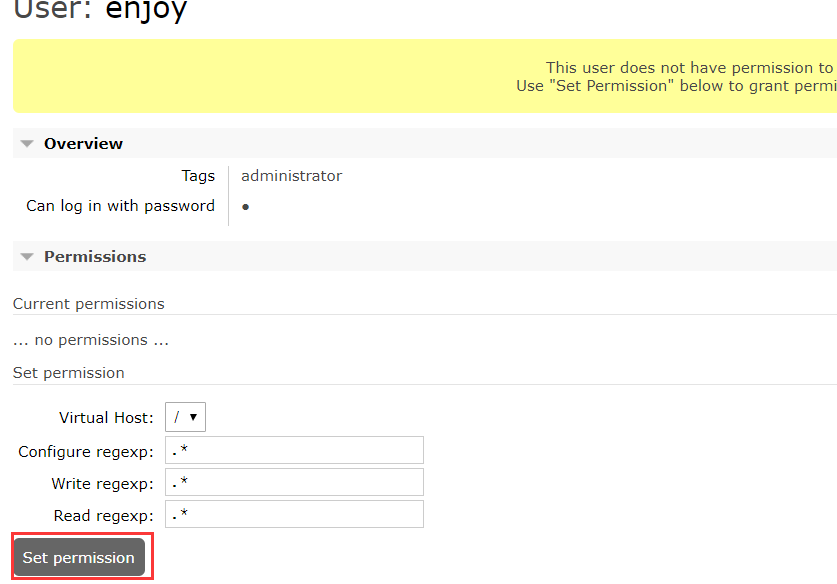 User: enjoy
This user does not have permission to
Use "Set Permission" below to grant permi
Overview
Tags administrator
Can log in with password ●
Permissions
Current permissions
... no permissions ...
Set permission
Virtual Host: / ▼
Configure regexp: .*
Write regexp: .*
Read regexp: .*
Set permission